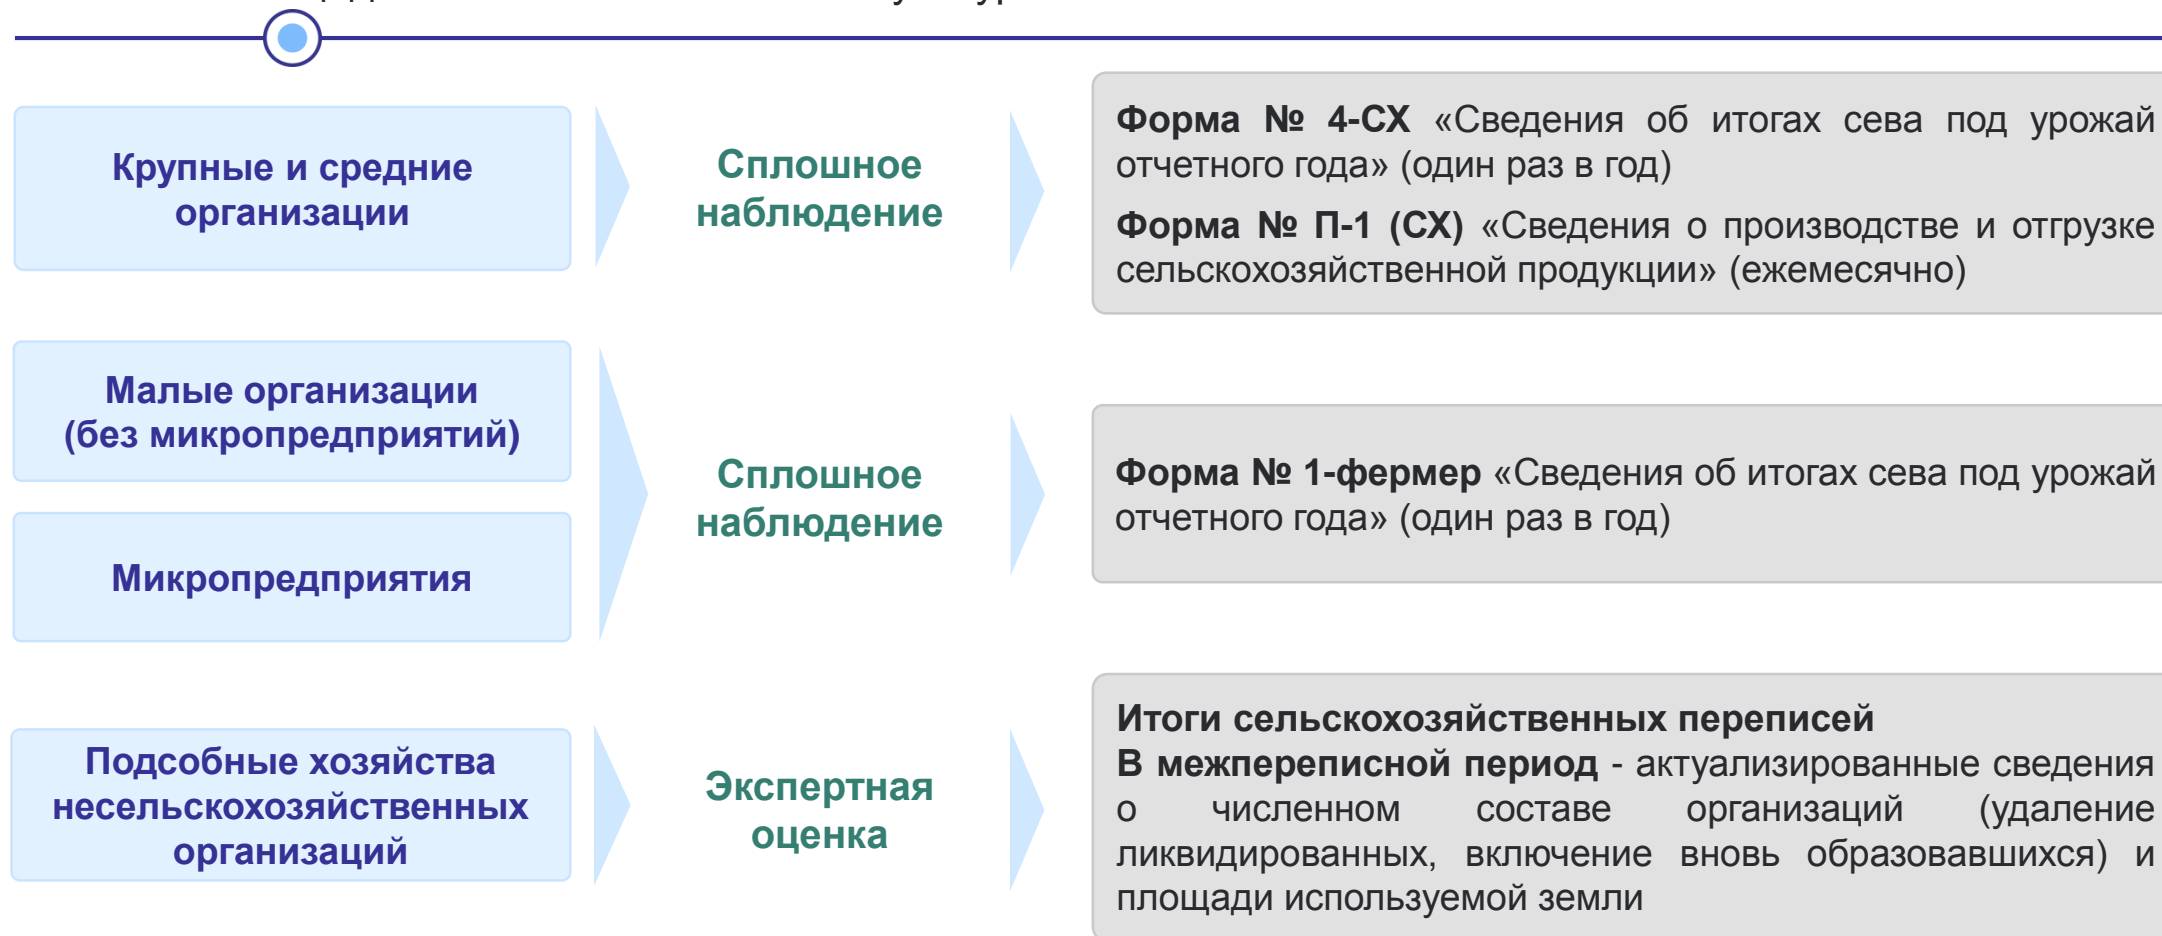 Крупные и средние
организации
Сплошное
наблюдение
Форма № 4-СХ «Сведения об итогах сева под урожай
отчетного года» (один раз в год)
Форма № П-1 (СХ) «Сведения о производстве и отгрузке
сельскохозяйственной продукции» (ежемесячно)
Малые организации
(без микропредприятий)
Микропредприятия
Сплошное
наблюдение
Форма № 1-фермер «Сведения об итогах сева под урожай
отчетного года» (один раз в год)
Подсобные хозяйства
несельскохозяйственных
организаций
Экспертная
оценка
Итоги сельскохозяйственных переписей
В межпереписной период - актуализированные сведения
о численном составе организаций (удаление
ликвидированных, включение вновь образовавшихся) и
площади используемой земли